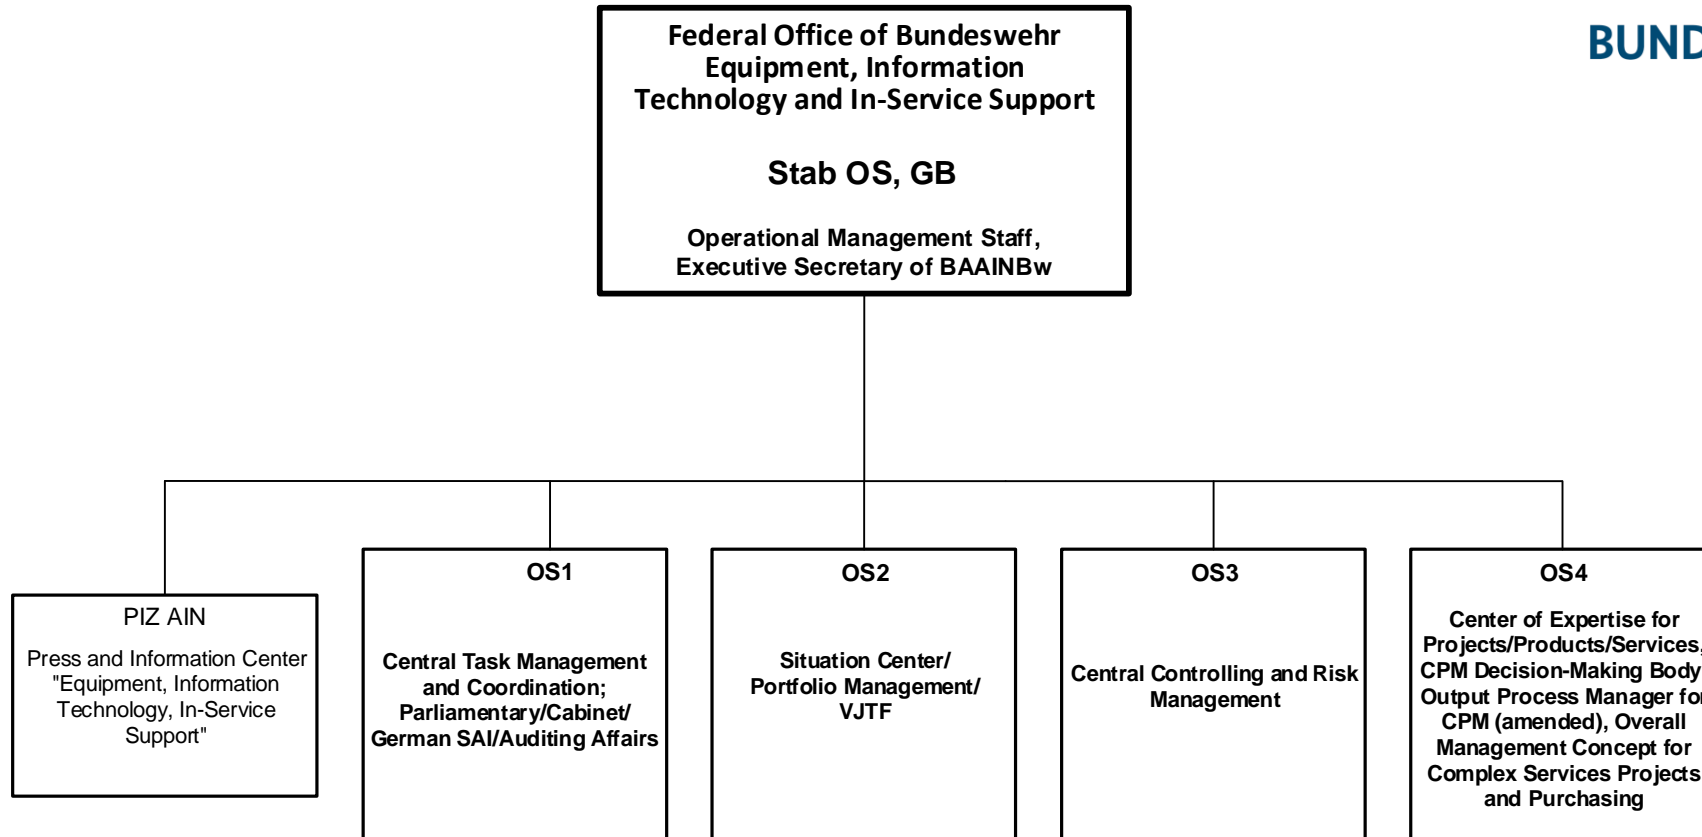 Federal Office of Bundeswehr
Equipment, Information
Technology and In-Service Support
Stab OS, GB
Operational Management Staff,
Executive Secretary of BAAINBw
BUND
PIZ AIN
Press and Information Center
"Equipment, Information
Technology, In-Service
Support"
OS1
Central Task Management
and Coordination;
Parliamentary/Cabinet/
German SAI/Auditing Affairs
OS2
Situation Center/
Portfolio Management/
VJTF
OS3
Central Controlling and Risk
Management
OS4
Center of Expertise for
Projects/Products/Services,
CPM Decision-Making Body,
Output Process Manager for
CPM (amended), Overall
Management Concept for
Complex Services Projects
and Purchasing